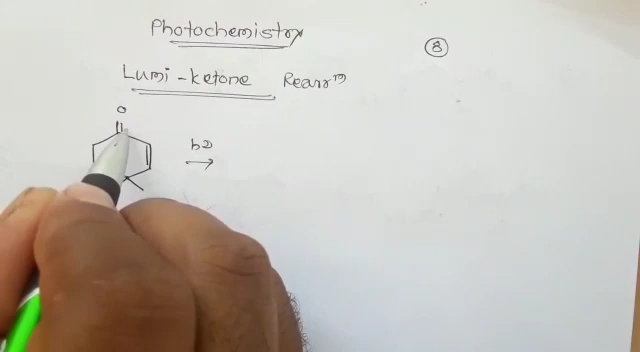 Photochemistry
8
Lumi-ketone Rearrⁿ
O
hν